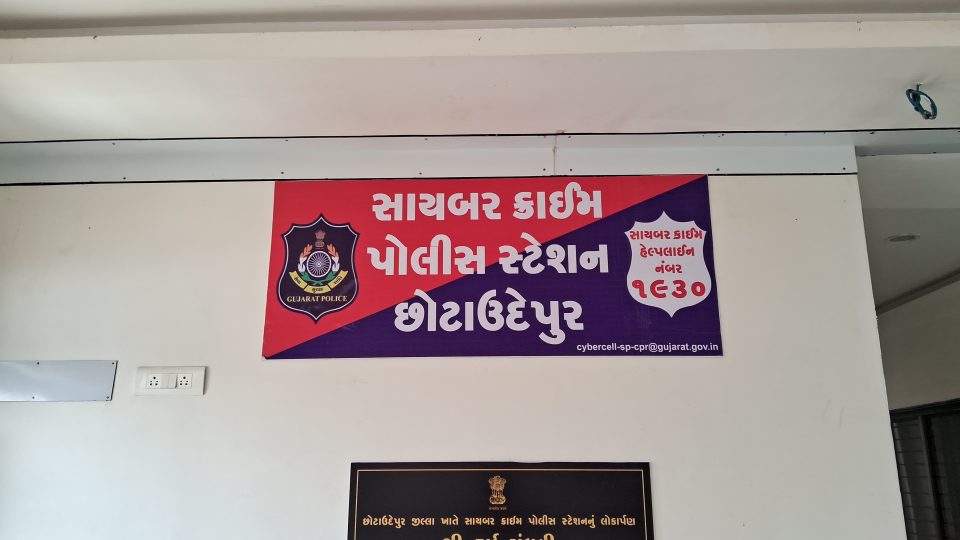 સાયબર ક્રાઈમ
પોલીસ સ્ટેશન
છોટાઉદેપુર
GUJARAT POLICE
સાયબર ક્રાઈમ
હેલ્પલાઈન
નંબર
૧૯૩૦
cybercell-sp-cpr@gujarat.gov.in
છોટાઉદેપુર જીલ્લા ખાતે સાયબર ક્રાઈમ પોલીસ સ્ટેશનનું લોકાર્પણ